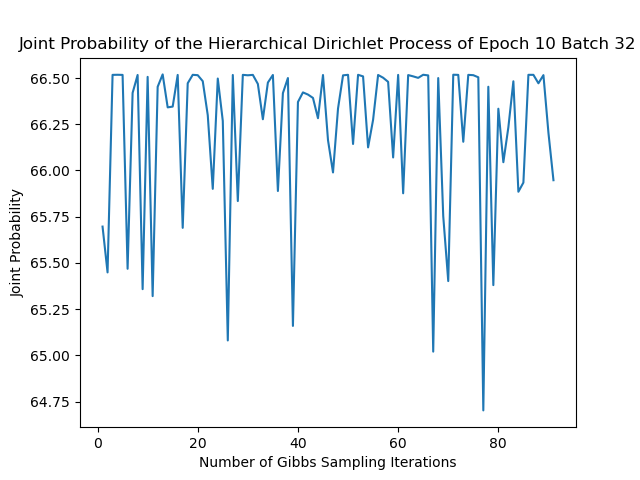 Joint Probability of the Hierarchical Dirichlet Process of Epoch 10 Batch 32
66.50
66.25
66.00
65.75
65.50
65.25
65.00
64.75
Joint Probability
0 20 40 60 80
Number of Gibbs Sampling Iterations